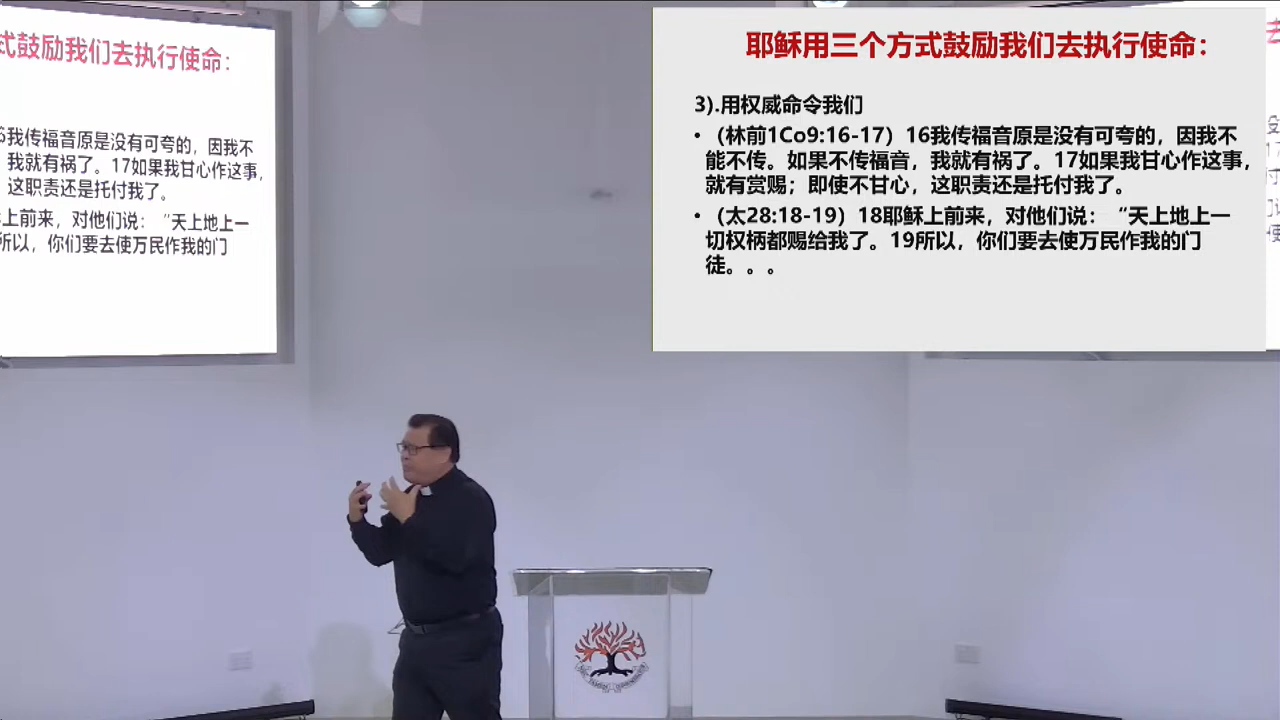 式鼓励我们去执行使命：
我传福音原是没有可夸的，因我不
我就有祸了。17如果我甘心作这事，
这职责还是托付我了。
上前来，对他们说：“天上地上一
所以，你们要去使万民作我的门
耶稣用三个方式鼓励我们去执行使命：
3).用权威命令我们
• （林前1Co9:16-17）16我传福音原是没有可夸的，因我不
能不传。如果不传福音，我就有祸了。17如果我甘心作这事，
就有赏赐；即使不甘心，这职责还是托付我了。
• （太28:18-19）18耶稣上前来，对他们说：“天上地上一
切权柄都赐给我了。19所以，你们要去使万民作我的门
徒。。。